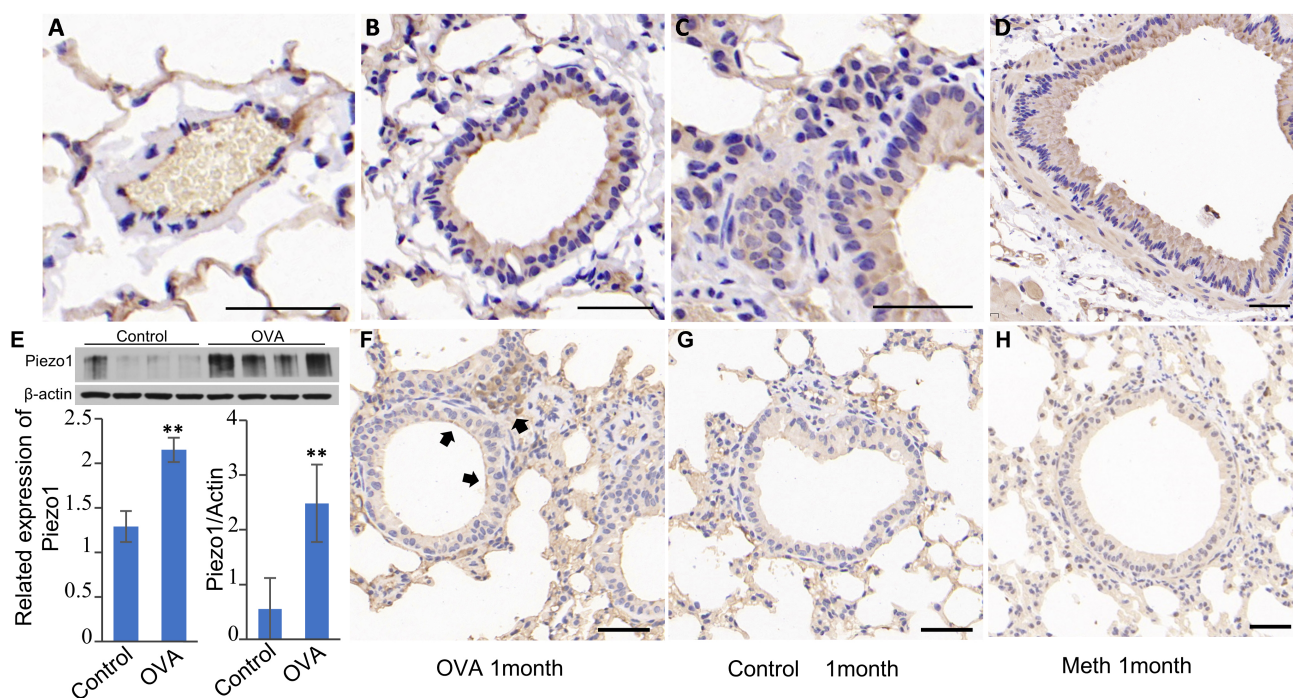 A
B
C
D
E
Control
OVA
Piezo1
β-actin
Related expression of
Piezo1
2.5
2
1.5
1
0.5
0
**
Control
OVA
Piezo1/Actin
4
3
2
1
0
**
Control
OVA
F
G
H
OVA 1month
Control 1month
Meth 1month